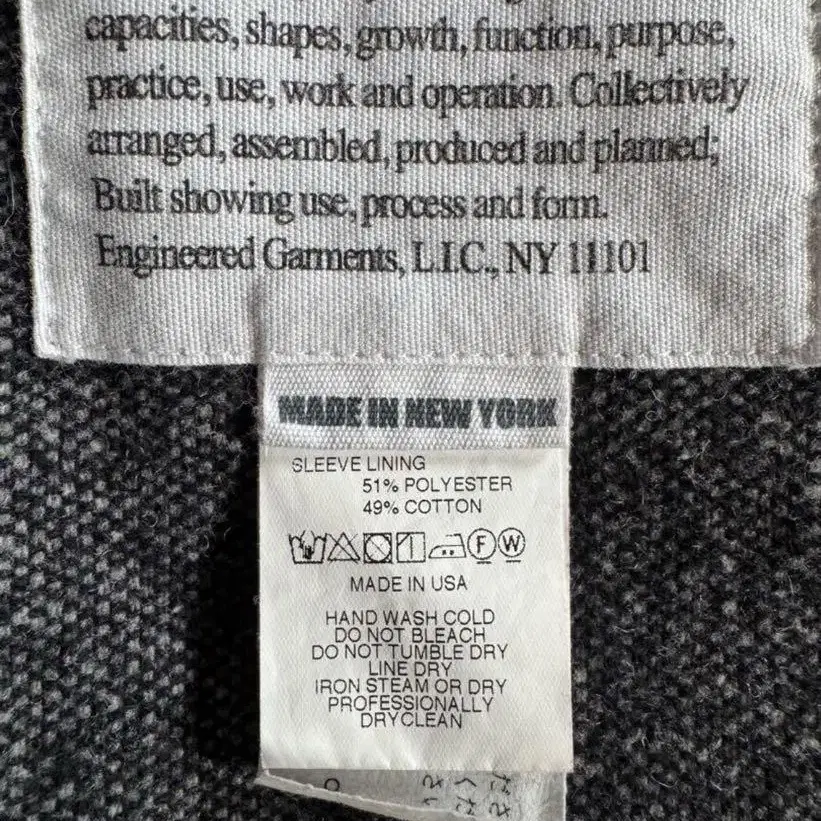 capacities, shapes, growth, function, purpose,
practice, use, work and operation. Collectively
arranged, assembled, produced and planned;
Built showing use, process and form.
Engineered Garments, L.I.C., NY 11101
MADE IN NEW YORK
SLEEVE LINING
51% POLYESTER
49% COTTON
F W
MADE IN USA
HAND WASH COLD
DO NOT BLEACH
DO NOT TUMBLE DRY
LINE DRY
IRON STEAM OR DRY
PROFESSIONALLY
DRYCLEAN